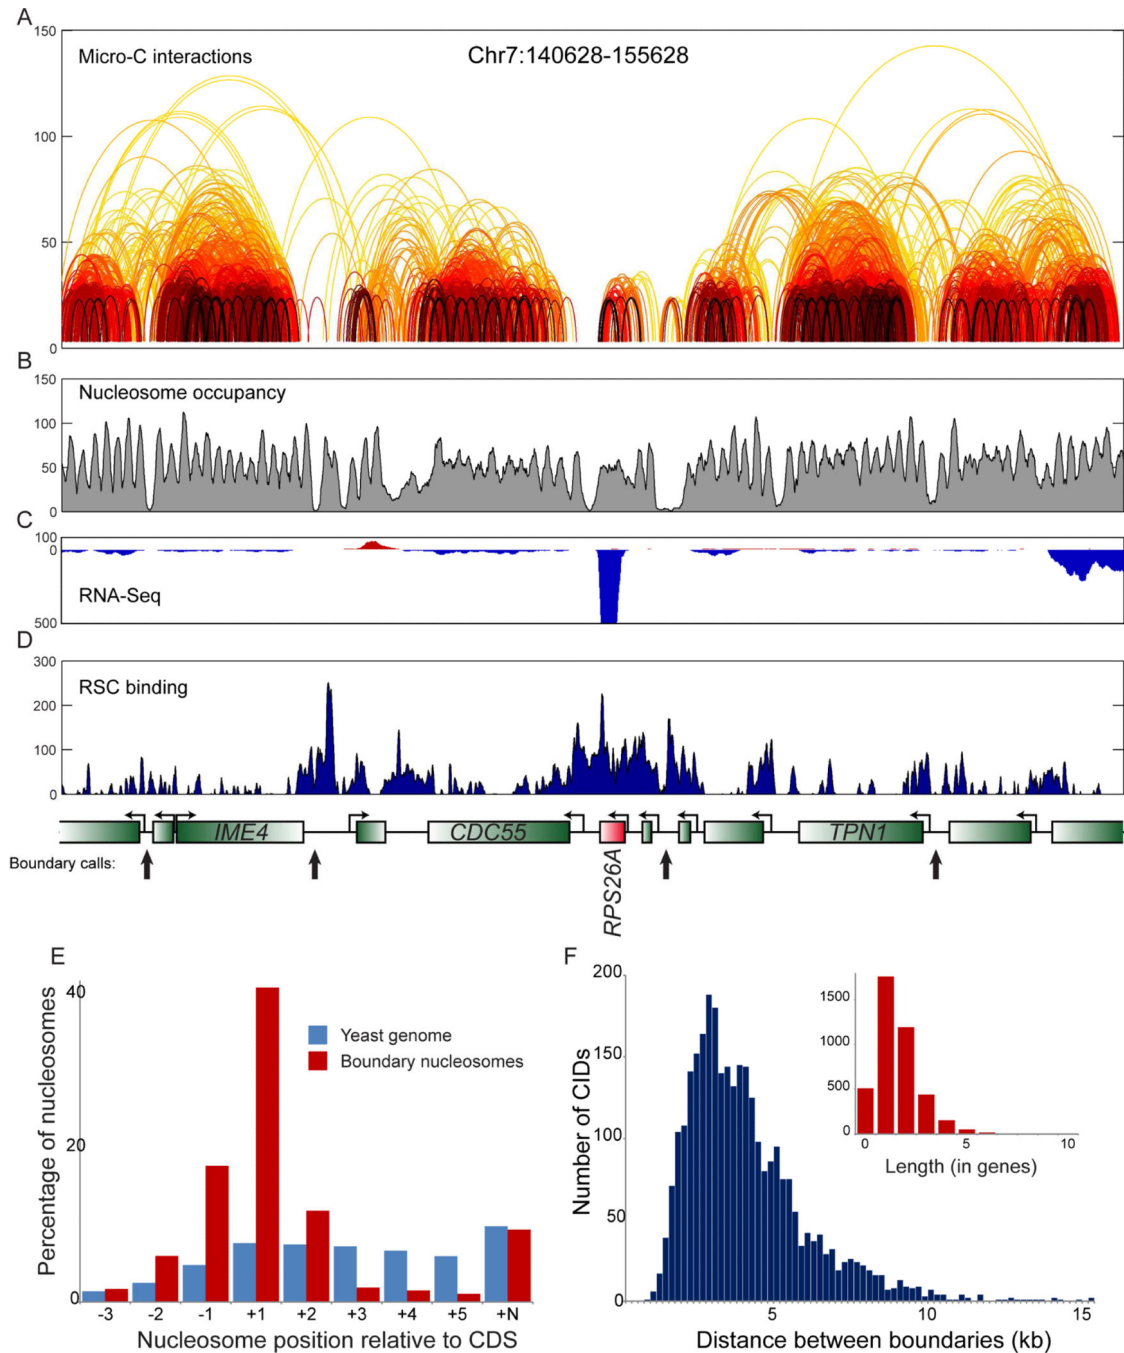 A
150
100
50
0
Micro-C interactions
Chr7:140628-155628
B
150
100
50
0
Nucleosome occupancy
C
100
0
500
RNA-Seq
D
300
200
100
0
RSC binding
IME4
CDC55
RPS26A
TPN1
Boundary calls:
E
Percentage of nucleosomes
40
20
0
Yeast genome
Boundary nucleosomes
-3 -2 -1 +1 +2 +3 +4 +5 +N
Nucleosome position relative to CDS
F
Number of CIDs
200
150
100
50
0
5 10 15
Distance between boundaries (kb)
1500
1000
500
0
0 5 10
Length (in genes)